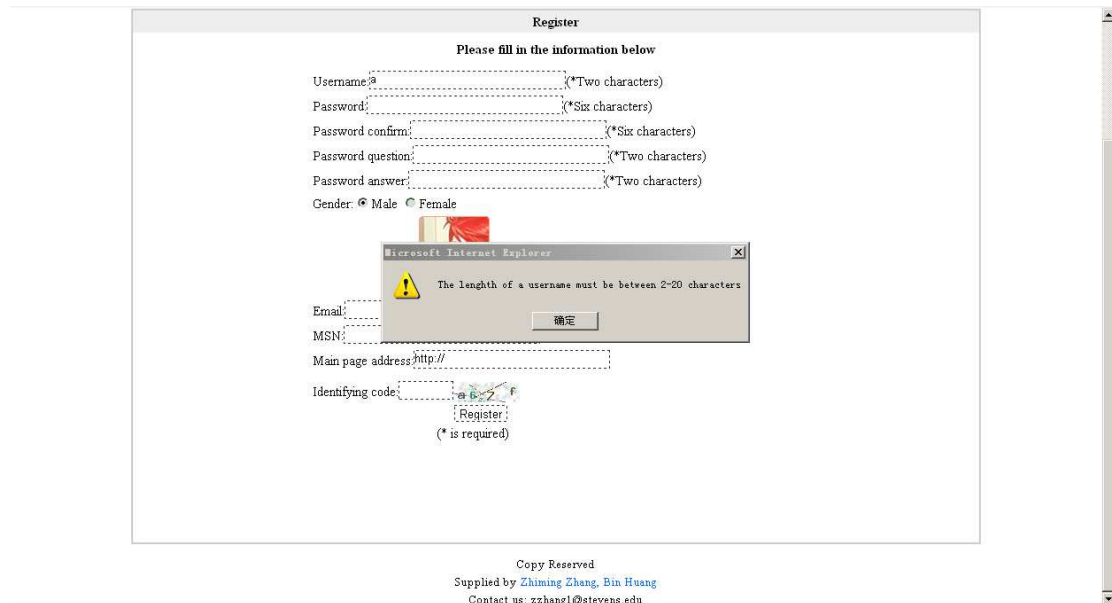 Register
Please fill in the information below
Username:a (*Two characters)
Password: (*Six characters)
Password confirm: (*Six characters)
Password question: (*Two characters)
Password answer: (*Two characters)
Gender: Male Female
Microsoft Internet Explorer
The lenghth of a username must be between 2-20 characters
确定
Email:
MSN:
Main page address: http://
Identifying code: a 6 2 f
Register
(* is required)
Copy Reserved
Supplied by Zhiming Zhang, Bin Huang
Contact us: zzhang1@stevens.edu